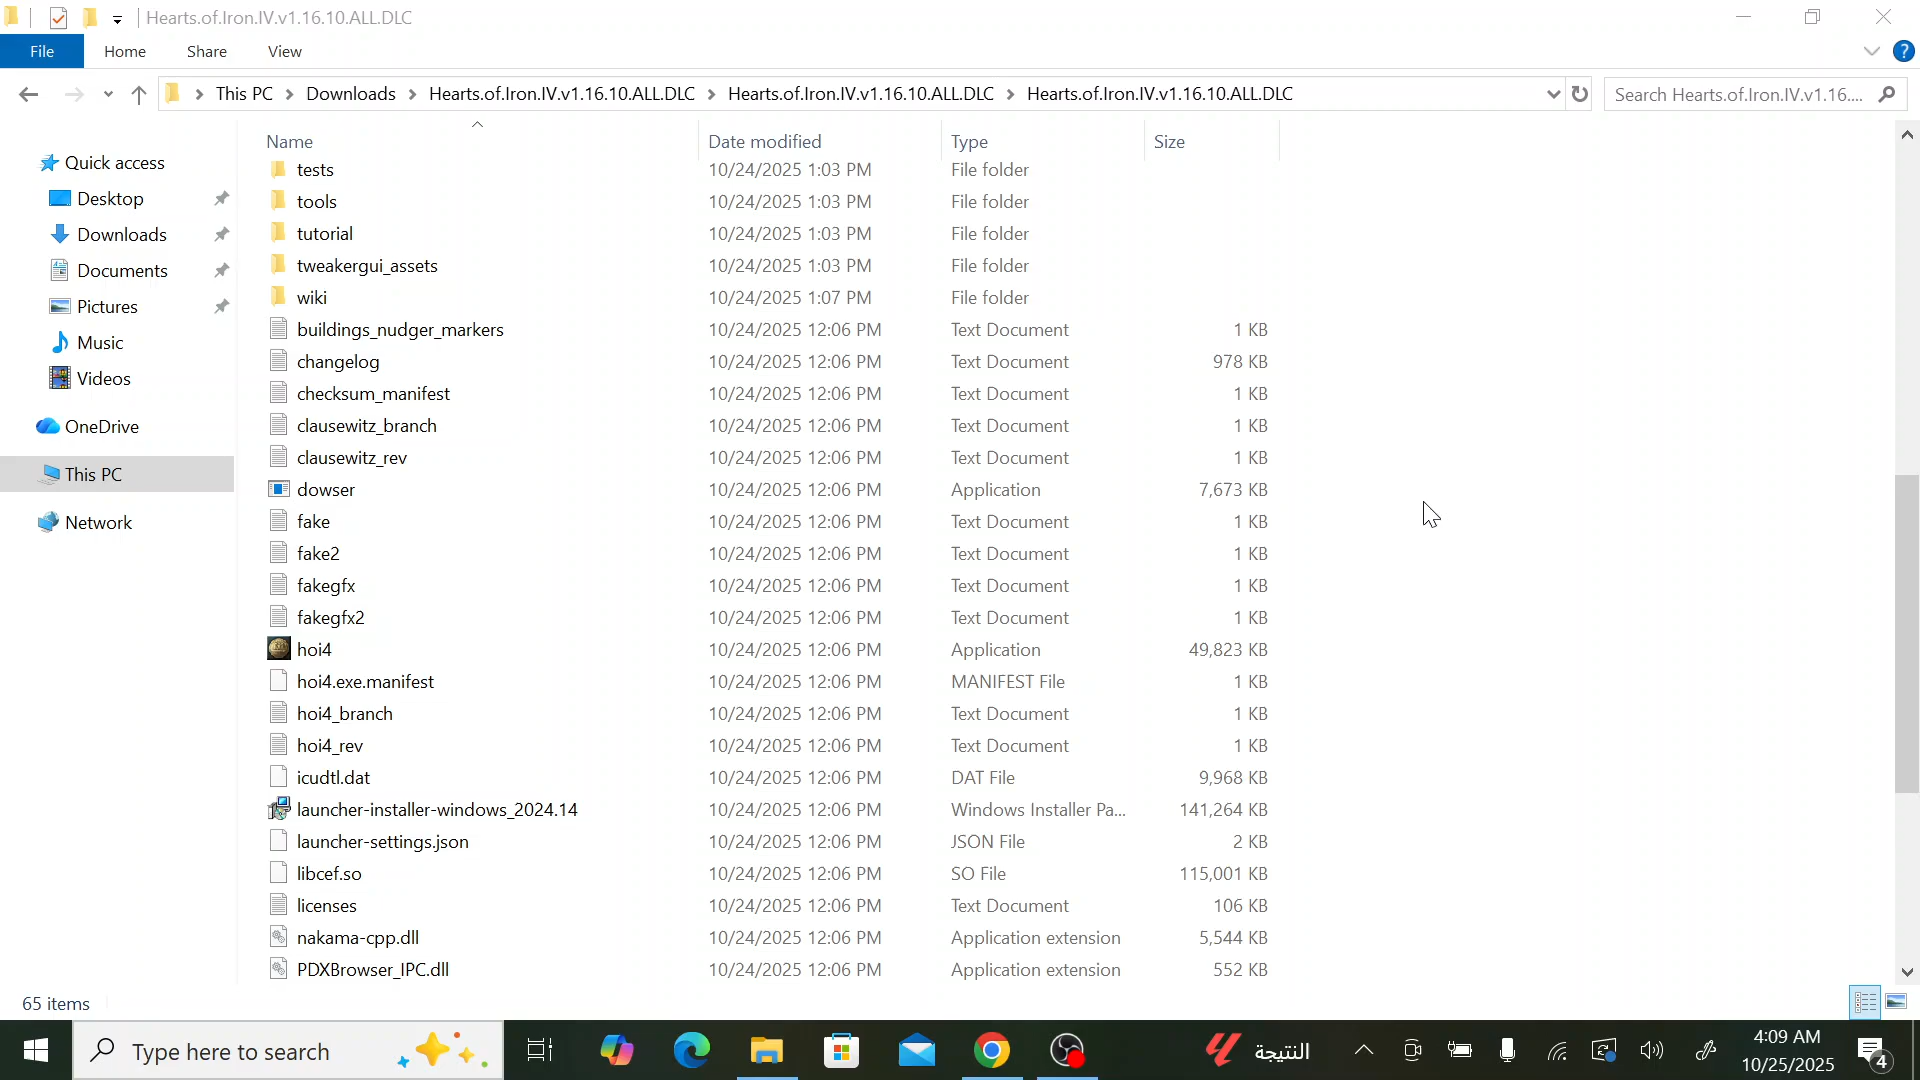 Hearts.of.Iron.IV.v1.16.10.ALL.DLC
File Home Share View
This PC Downloads Hearts.of.Iron.IV.v1.16.10.ALL.DLC Hearts.of.Iron.IV.v1.16.10.ALL.DLC Hearts.of.Iron.IV.v1.16.10.ALL.DLC Search Hearts.of.Iron.IV.v1.16....
Quick access
Desktop
Downloads
Documents
Pictures
Music
Videos
OneDrive
This PC
Network
Name Date modified Type Size
tests 10/24/2025 1:03 PM File folder
tools 10/24/2025 1:03 PM File folder
tutorial 10/24/2025 1:03 PM File folder
tweakergui_assets 10/24/2025 1:03 PM File folder
wiki 10/24/2025 1:07 PM File folder
buildings_nudger_markers 10/24/2025 12:06 PM Text Document 1 KB
changelog 10/24/2025 12:06 PM Text Document 978 KB
checksum_manifest 10/24/2025 12:06 PM Text Document 1 KB
clausewitz_branch 10/24/2025 12:06 PM Text Document 1 KB
clausewitz_rev 10/24/2025 12:06 PM Text Document 1 KB
dowser 10/24/2025 12:06 PM Application 7,673 KB
fake 10/24/2025 12:06 PM Text Document 1 KB
fake2 10/24/2025 12:06 PM Text Document 1 KB
fakegfx 10/24/2025 12:06 PM Text Document 1 KB
fakegfx2 10/24/2025 12:06 PM Text Document 1 KB
hoi4 10/24/2025 12:06 PM Application 49,823 KB
hoi4.exe.manifest 10/24/2025 12:06 PM MANIFEST File 1 KB
hoi4_branch 10/24/2025 12:06 PM Text Document 1 KB
hoi4_rev 10/24/2025 12:06 PM Text Document 1 KB
icudtl.dat 10/24/2025 12:06 PM DAT File 9,968 KB
launcher-installer-windows_2024.14 10/24/2025 12:06 PM Windows Installer Pa... 141,264 KB
launcher-settings.json 10/24/2025 12:06 PM JSON File 2 KB
libcef.so 10/24/2025 12:06 PM SO File 115,001 KB
licenses 10/24/2025 12:06 PM Text Document 106 KB
nakama-cpp.dll 10/24/2025 12:06 PM Application extension 5,544 KB
PDXBrowser_IPC.dll 10/24/2025 12:06 PM Application extension 552 KB
65 items
Type here to search
النتيجة
4:09 AM
10/25/2025
4